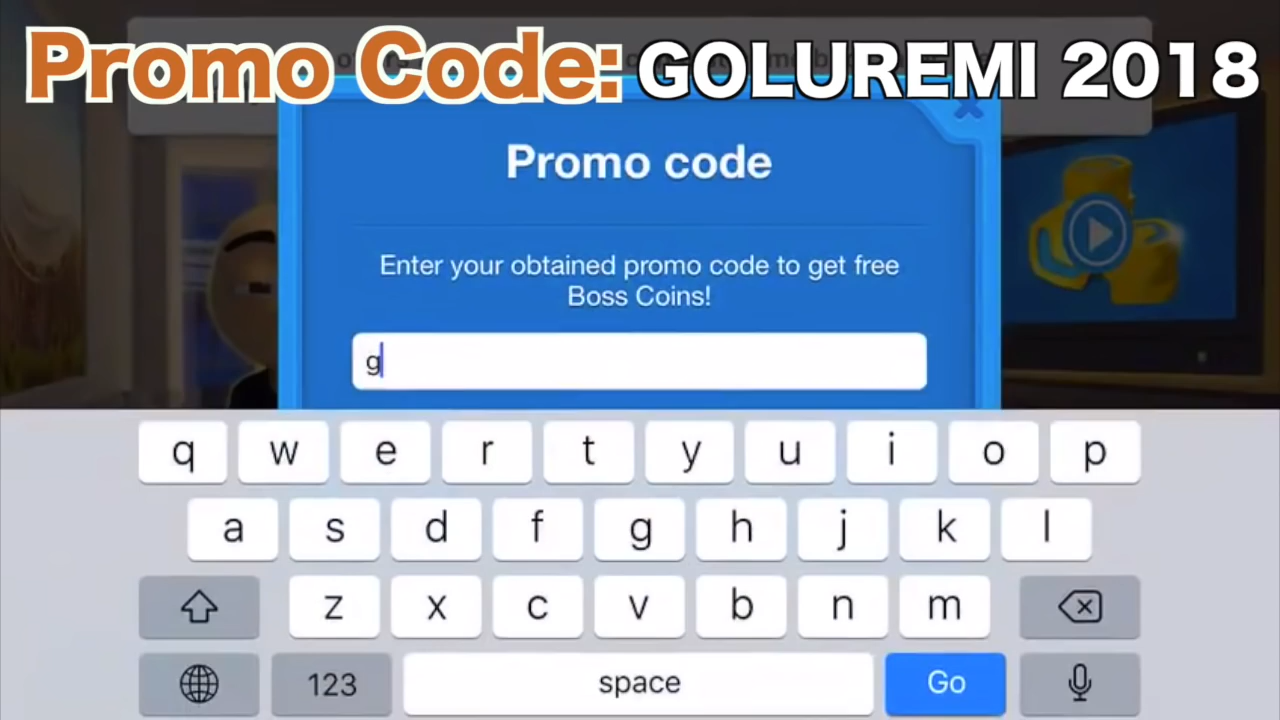 Promo Code: GOLUREMI 2018
Promo code
Enter your obtained promo code to get free
Boss Coins!
g
q w e r t y u i o p
a s d f g h j k l
z x c v b n m
123 space Go